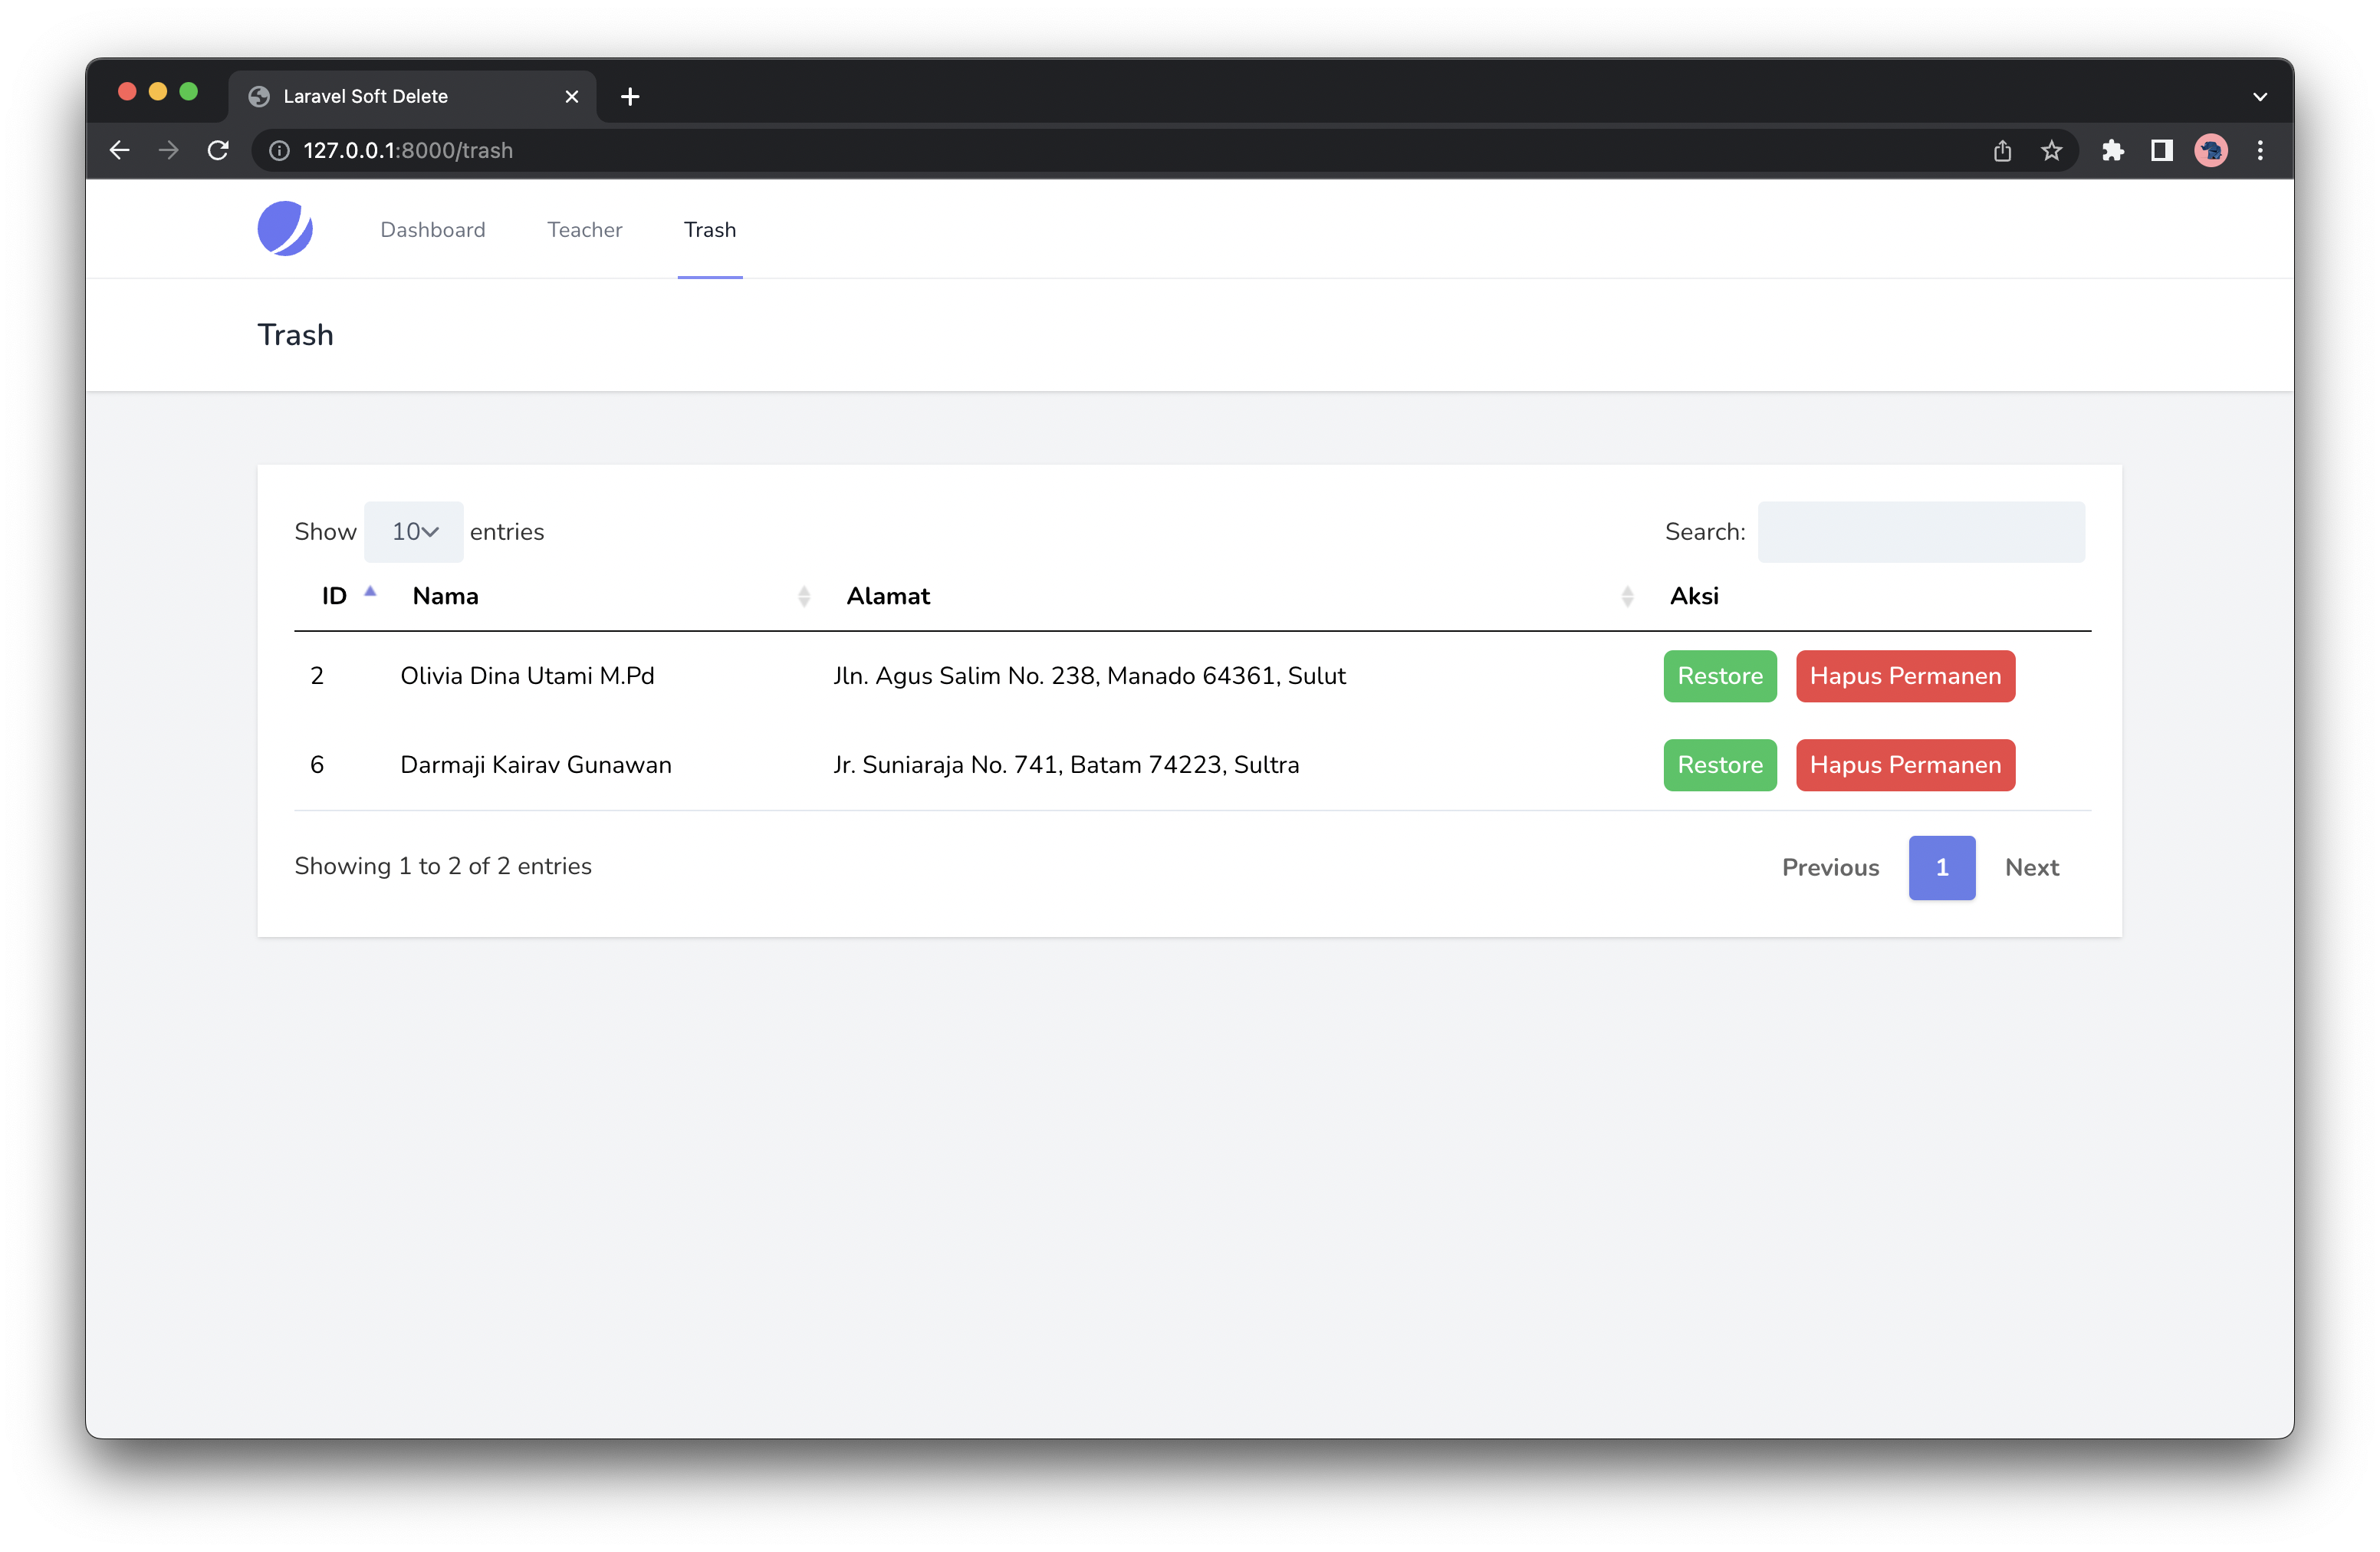 Laravel Soft Delete
127.0.0.1:8000/trash
Dashboard Teacher Trash
Trash
Show 10 entries Search:
ID Nama Alamat Aksi
2 Olivia Dina Utami M.Pd Jln. Agus Salim No. 238, Manado 64361, Sulut Restore Hapus Permanen
6 Darmaji Kairav Gunawan Jr. Suniaraja No. 741, Batam 74223, Sultra Restore Hapus Permanen
Showing 1 to 2 of 2 entries Previous 1 Next